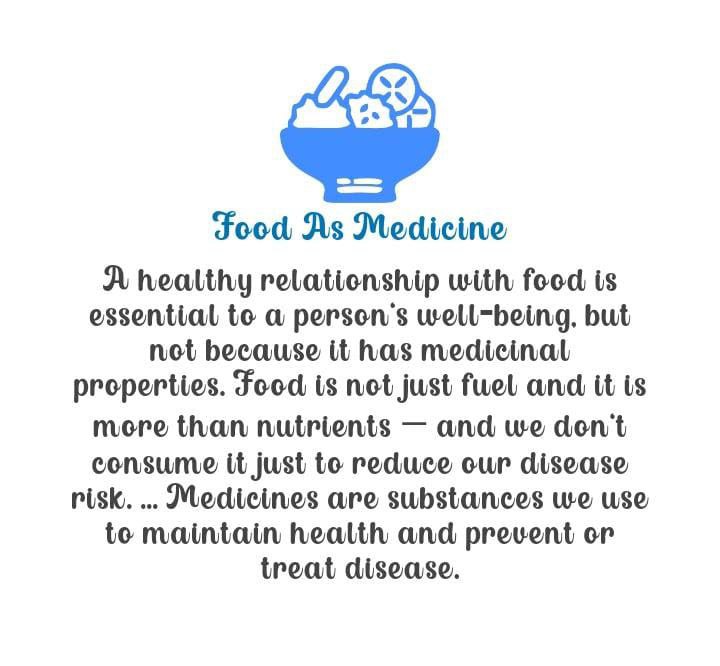 Food As Medicine
A healthy relationship with food is
essential to a person's well-being, but
not because it has medicinal
properties. Food is not just fuel and it is
more than nutrients — and we don't
consume it just to reduce our disease
risk. ... Medicines are substances we use
to maintain health and prevent or
treat disease.